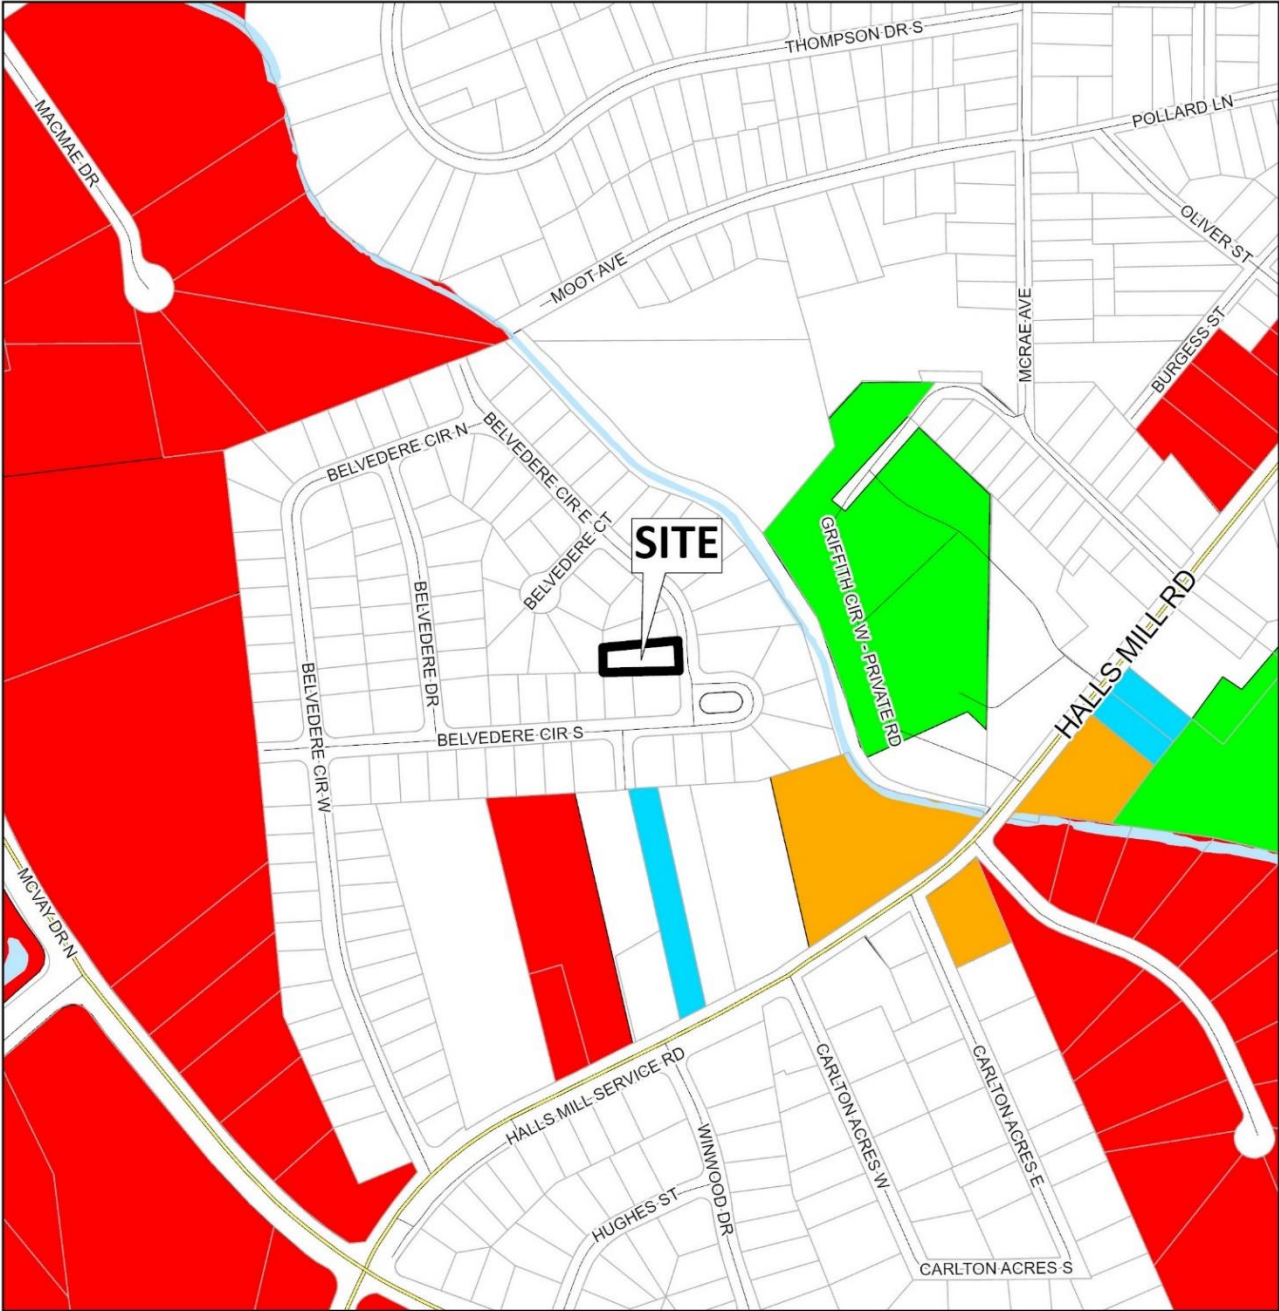 THOMPSON DR S
POLLARD LN
MACMAE DR
OLIVER ST
MOOT AVE
MCRAE AVE
BURGESS ST
BELVEDERE CIR N
BELVEDERE CIR E
BELVEDERE CT
SITE
GRIFFITH CIR W - PRIVATE RD
HALLS MILL RD
BELVEDERE DR
BELVEDERE CIR W
BELVEDERE CIR S
MCVAY DR N
HALLS MILL SERVICE RD
CARLTON ACRES W
CARLTON ACRES E
WINWOOD DR
HUGHES ST
CARLTON ACRES S